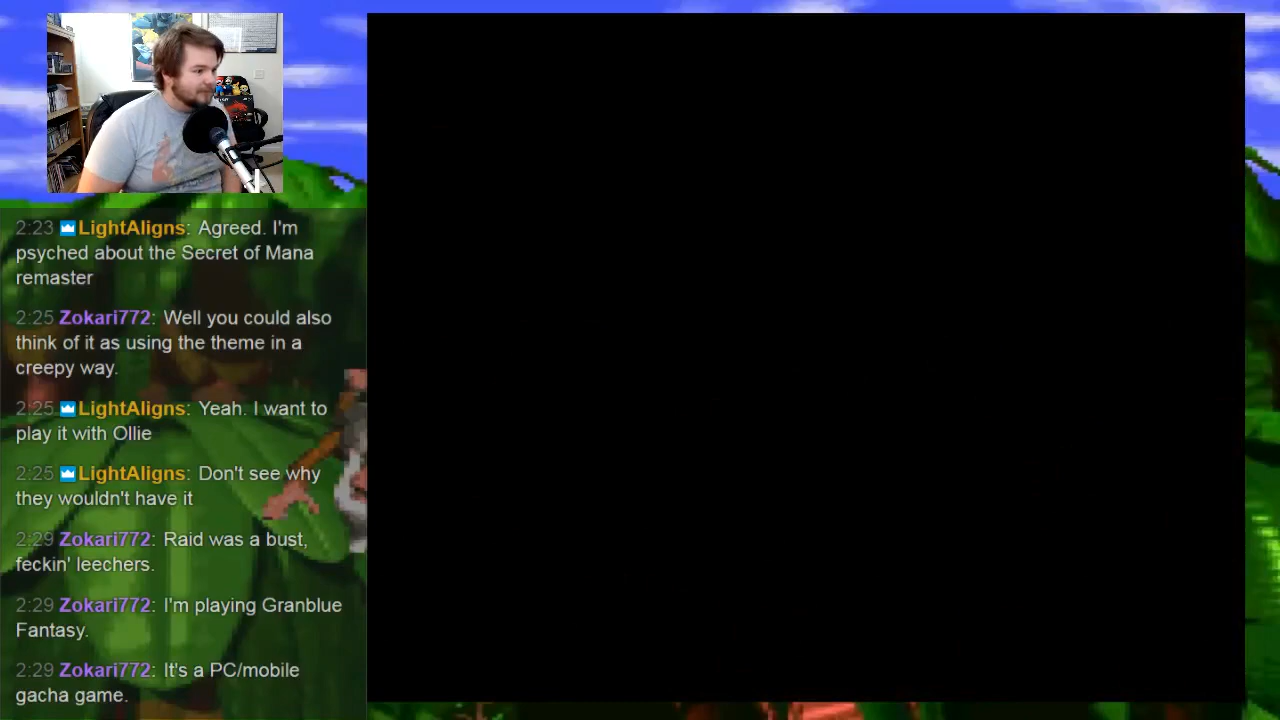 2:23 LightAligns: Agreed. I'm
psyched about the Secret of Mana
remaster
2:25 Zokari772: Well you could also
think of it as using the theme in a
creepy way.
2:25 LightAligns: Yeah. I want to
play it with Ollie
2:25 LightAligns: Don't see why
they wouldn't have it
2:29 Zokari772: Raid was a bust,
feckin' leechers.
2:29 Zokari772: I'm playing Granblue
Fantasy.
2:29 Zokari772: It's a PC/mobile
gacha game.